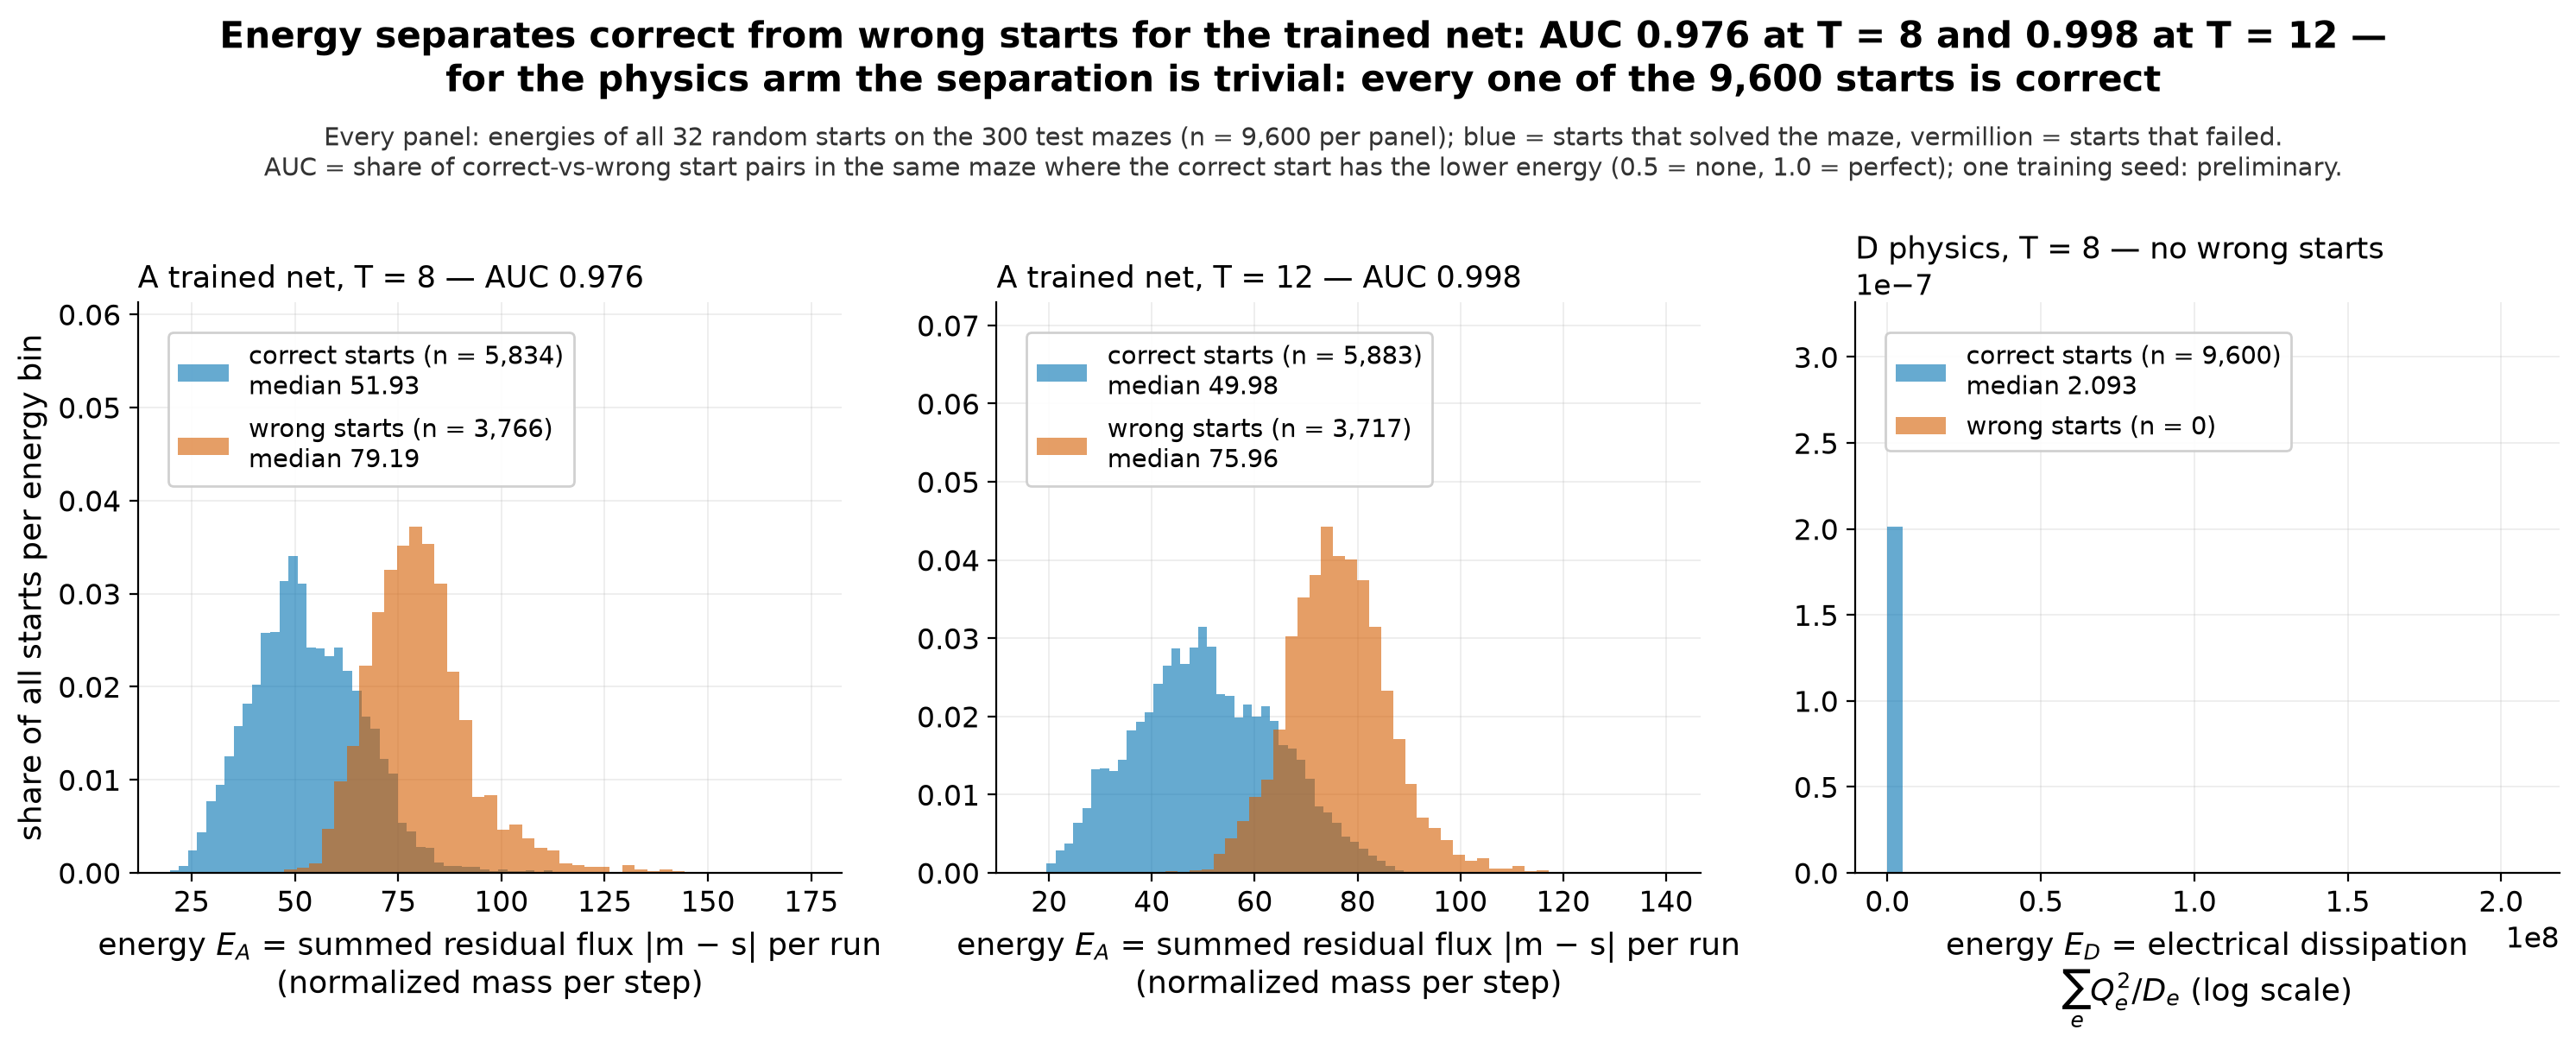 Energy separates correct from wrong starts for the trained net: AUC 0.976 at T = 8 and 0.998 at T = 12 —
for the physics arm the separation is trivial: every one of the 9,600 starts is correct
Every panel: energies of all 32 random starts on the 300 test mazes (n = 9,600 per panel); blue = starts that solved the maze, vermillion = starts that failed.
AUC = share of correct-vs-wrong start pairs in the same maze where the correct start has the lower energy (0.5 = none, 1.0 = perfect); one training seed: preliminary.
A trained net, T = 8 — AUC 0.976
share of all starts per energy bin
0.06
0.05
0.04
0.03
0.02
0.01
0.00
correct starts (n = 5,834)
median 51.93
wrong starts (n = 3,766)
median 79.19
25 50 75 100 125 150 175
energy E_A = summed residual flux |m − s| per run
(normalized mass per step)
A trained net, T = 12 — AUC 0.998
0.07
0.06
0.05
0.04
0.03
0.02
0.01
0.00
correct starts (n = 5,883)
median 49.98
wrong starts (n = 3,717)
median 75.96
20 40 60 80 100 120 140
energy E_A = summed residual flux |m − s| per run
(normalized mass per step)
D physics, T = 8 — no wrong starts
1e−7
3.0
2.5
2.0
1.5
1.0
0.5
0.0
correct starts (n = 9,600)
median 2.093
wrong starts (n = 0)
0.0 0.5 1.0 1.5 2.0
1e8
energy E_D = electrical dissipation
∑_e Q_e^2/D_e (log scale)